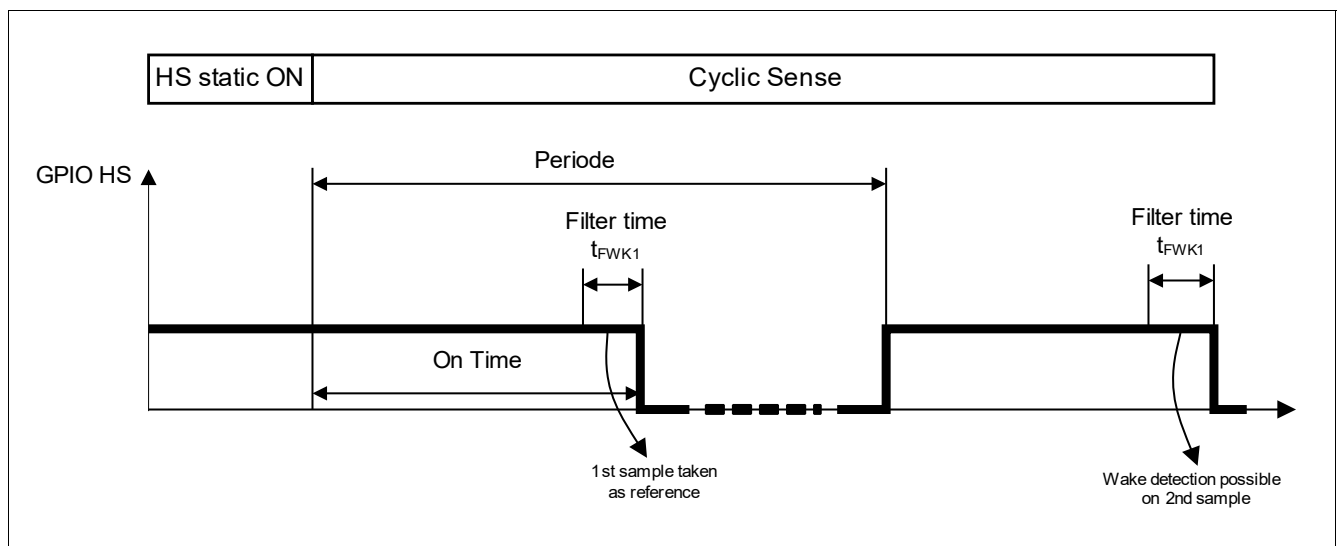 HS static ON
Cyclic Sense
GPIO HS
Periode
Filter time
tFWK1
Filter time
tFWK1
On Time
1st sample taken
as reference
Wake detection possible
on 2nd sample